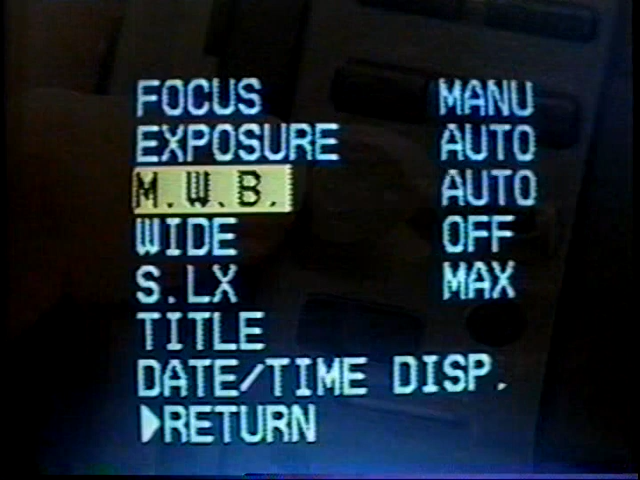 FOCUS MANU
EXPOSURE AUTO
M.W.B. AUTO
WIDE OFF
S.LX MAX
TITLE
DATE/TIME DISP.
▶RETURN